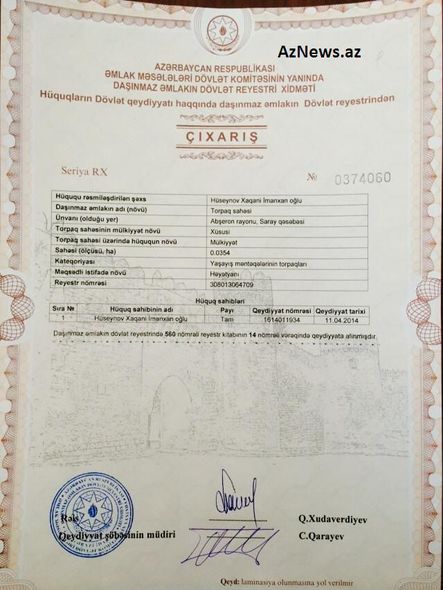 AzNews.az
AZƏRBAYCAN RESPUBLİKASI
ƏMLAK MƏSƏLƏLƏRİ DÖVLƏT KOMİTƏSİNİN YANINDA
DAŞINMAZ ƏMLAKIN DÖVLƏT REYESTRİ XİDMƏTİ
Hüquqların Dövlət qeydiyyatı haqqında daşınmaz əmlakın Dövlət reyestrindən
ÇIXARIŞ
Seriya RX № 0374060
Hüququ rəsmiləşdirilən şəxs Hüseynov Xaqani İmanxan oğlu
Daşınmaz əmlakın adı (növü) Torpaq sahəsi
Ünvanı (olduğu yer) Abşeron rayonu, Saray qəsəbəsi
Torpaq sahəsinin mülkiyyət növü Xüsusi
Torpaq sahəsi üzərində hüququn növü Mülkiyyət
Sahəsi (ölçüsü, ha) 0.0354
Kateqoriyası Yaşayış məntəqələrinin torpaqları
Məqsədli istifadə növü Həyətyanı
Reyestr nömrəsi 308013064709
Hüquq sahibləri
Sıra № Hüquq sahibinin adı Payı Qeydiyyat nömrəsi Qeydiyyat tarixi
1 Hüseynov Xaqani İmanxan oğlu Tam 1614011934 11.04.2014
Daşınmaz əmlakın dövlət reyestrində 560 nömrəli reyestr kitabının 14 nömrəli vərəqində qeydiyyata alınmışdır.
Rəis Q.Xudaverdiyev
Qeydiyyat şöbəsinin müdiri C.Qarayev
Qeyd: laminasiya olunmasına yol verilmir